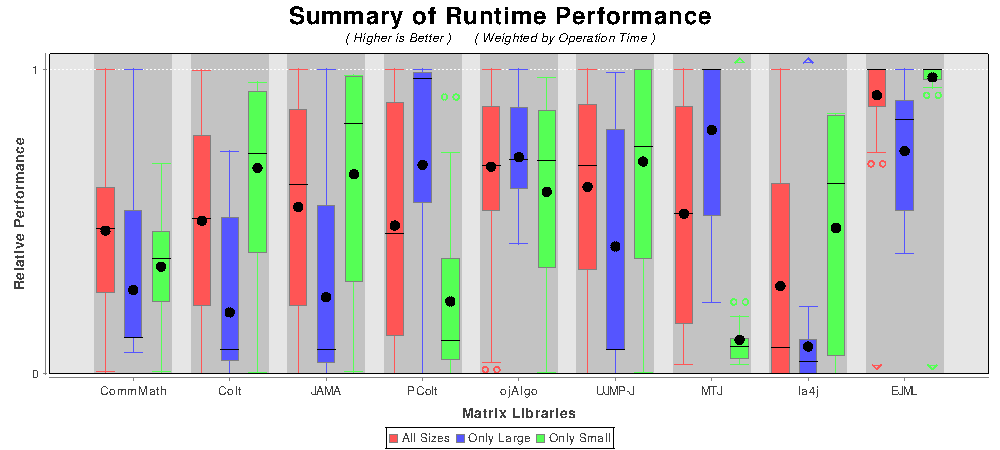 Summary of Runtime Performance
( Higher is Better ) ( Weighted by Operation Time )
1
Relative Performance
0
CommMath Colt JAMA PColt ojAlgo UJMP-J MTJ la4j EJML
Matrix Libraries
All Sizes Only Large Only Small